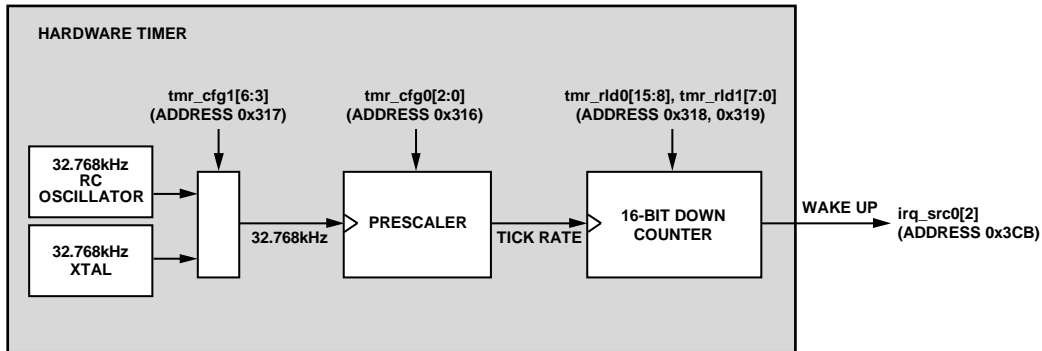 HARDWARE TIMER
tmr_cfg1[6:3]
(ADDRESS 0x317)
tmr_cfg0[2:0]
(ADDRESS 0x316)
tmr_rld0[15:8], tmr_rld1[7:0]
(ADDRESS 0x318, 0x319)
32.768kHz
RC
OSCILLATOR
32.768kHz
XTAL
32.768kHz
PRESCALER
TICK RATE
16-BIT DOWN
COUNTER
WAKE UP
irq_src0[2]
(ADDRESS 0x3CB)